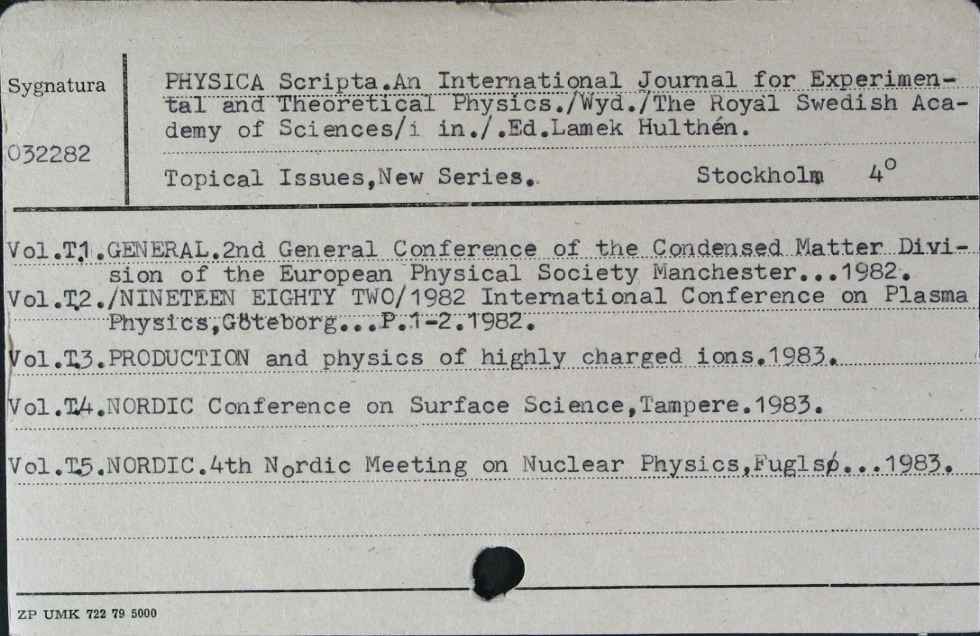 Sygnatura
032282
PHYSICA Scripta.An International Journal for Experimen-
tal and Theoretical Physics./Wyd./The Royal Swedish Aca-
demy of Sciences/i in./.Ed.Lamek Hulthén.
Topical Issues,New Series. Stockholm 4°
Vol.T.1.GENERAL.2nd General Conference of the Condensed Matter Divi-
sion of the European Physical Society Manchester...1982.
Vol.T.2./NINETEEN EIGHTY TWO/1982 International Conference on Plasma
Physics,Göteborg...P.1-2.1982.
Vol.T.3.PRODUCTION and physics of highly charged ions.1983.
Vol.T.4.NORDIC Conference on Surface Science,Tampere.1983.
Vol.T.5.NORDIC.4th Nordic Meeting on Nuclear Physics,Fuglsø...1983.
ZP UMK 722 79 5000